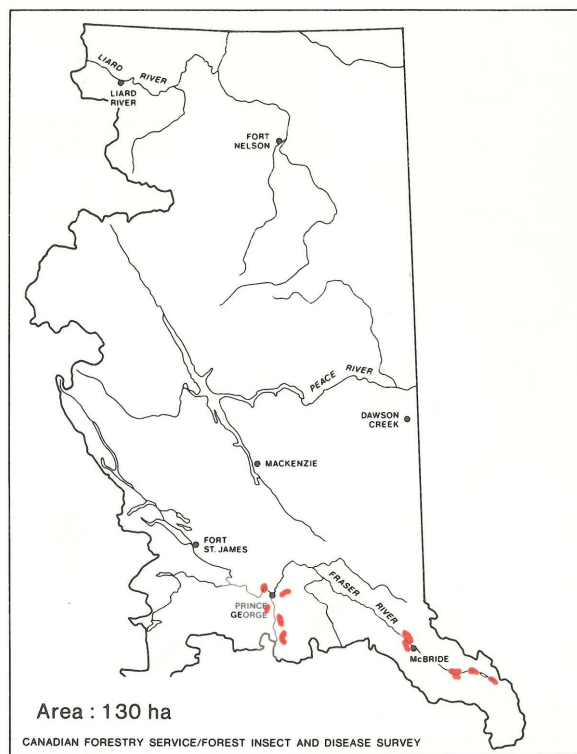 LIARD RIVER
LIARD
RIVER
FORT
NELSON
PEACE RIVER
DAWSON
CREEK
MACKENZIE
FORT
ST. JAMES
FRASER RIVER
PRINCE
GEORGE
McBRIDE
Area : 130 ha
CANADIAN FORESTRY SERVICE/FOREST INSECT AND DISEASE SURVEY